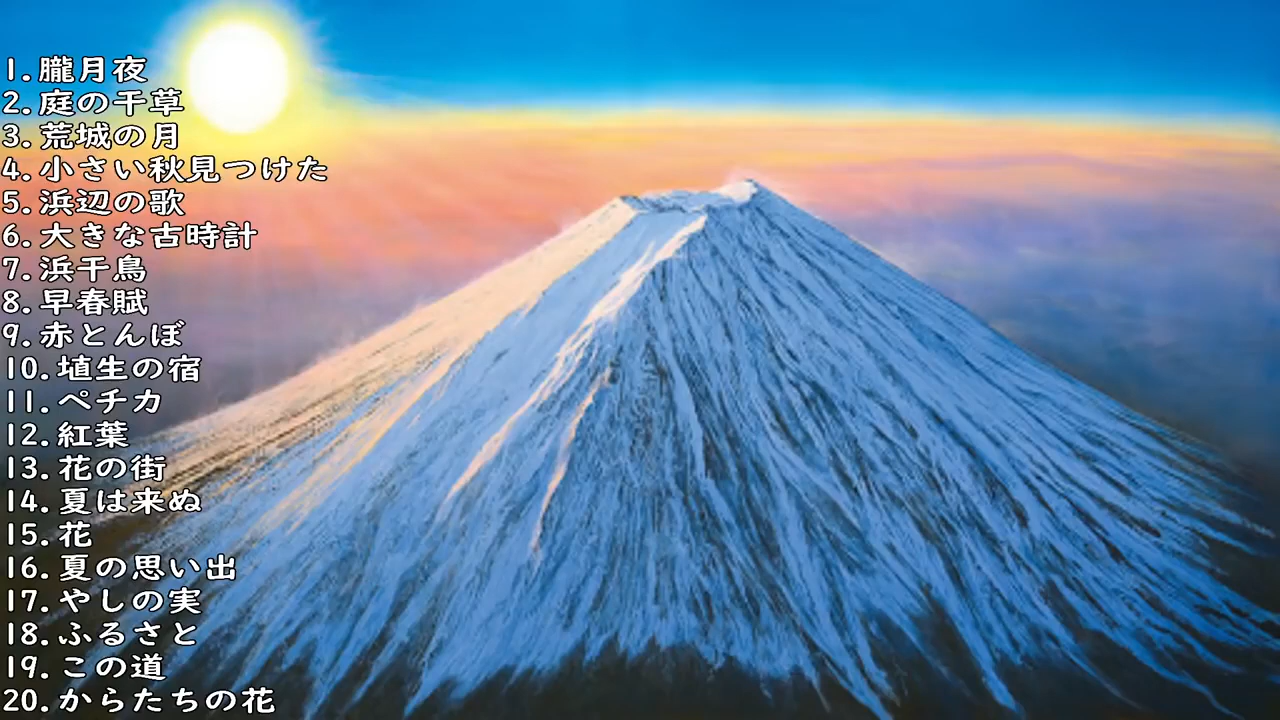 1. 朧月夜
2. 庭の千草
3. 荒城の月
4. 小さい秋見つけた
5. 浜辺の歌
6. 大きな古時計
7. 浜千鳥
8. 早春賦
9. 赤とんぼ
10. 埴生の宿
11. ペチカ
12. 紅葉
13. 花の街
14. 夏は来ぬ
15. 花
16. 夏の思い出
17. やしの実
18. ふるさと
19. この道
20. からたちの花